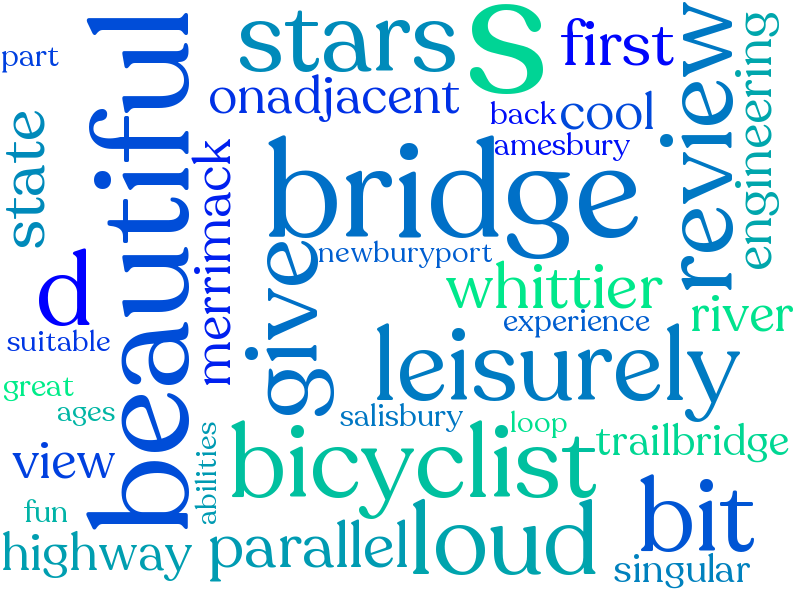 part
stars
s
first
review
engineering
onadjacent
back
cool
amesbury
state
beautiful
merrimack
bridge
newburyport
give
whittier
river
experience
d
suitable
leisurely
great
ages
salisbury
loop
view
abilities
bicyclist
trailbridge
fun
highway
parallel
loud
bit
singular